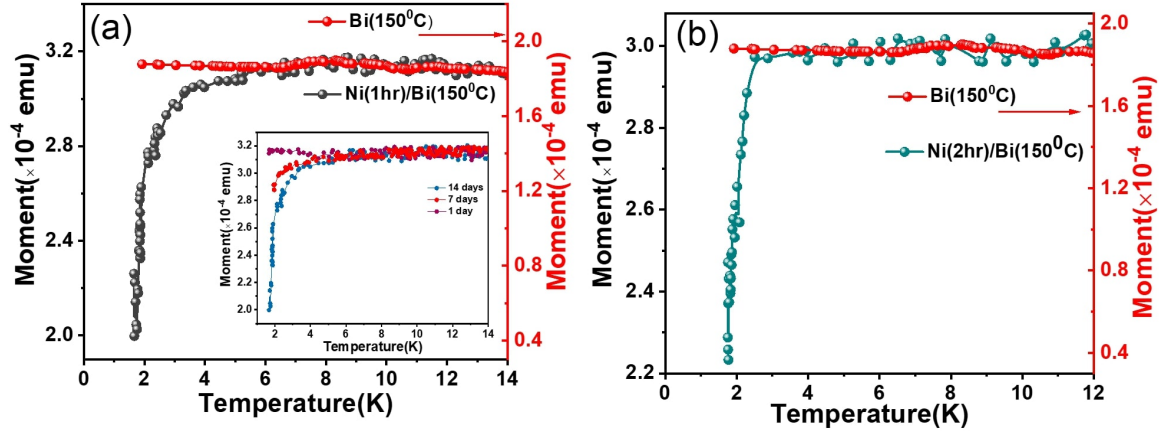 (a)
Bi(150⁰C)
Ni(1hr)/Bi(150⁰C)
Moment(×10⁻⁴ emu)
3.2
2.8
2.4
2.0
0 2 4 6 8 10 12 14
Temperature(K)
2.0
1.6
1.2
0.8
0.4
Moment(×10⁻⁴ emu)
3.2
3.0
2.8
2.6
2.4
2.2
2.0
Moment(×10⁻⁴ emu)
14 days
7 days
1 day
2 4 6 8 10 12 14
Temperature(K)
(b)
Bi(150⁰C)
Ni(2hr)/Bi(150⁰C)
Moment(×10⁻⁴ emu)
3.0
2.8
2.6
2.4
2.2
0 2 4 6 8 10 12
Temperature(K)
2.0
1.6
1.2
0.8
0.4
Moment(×10⁻⁴ emu)